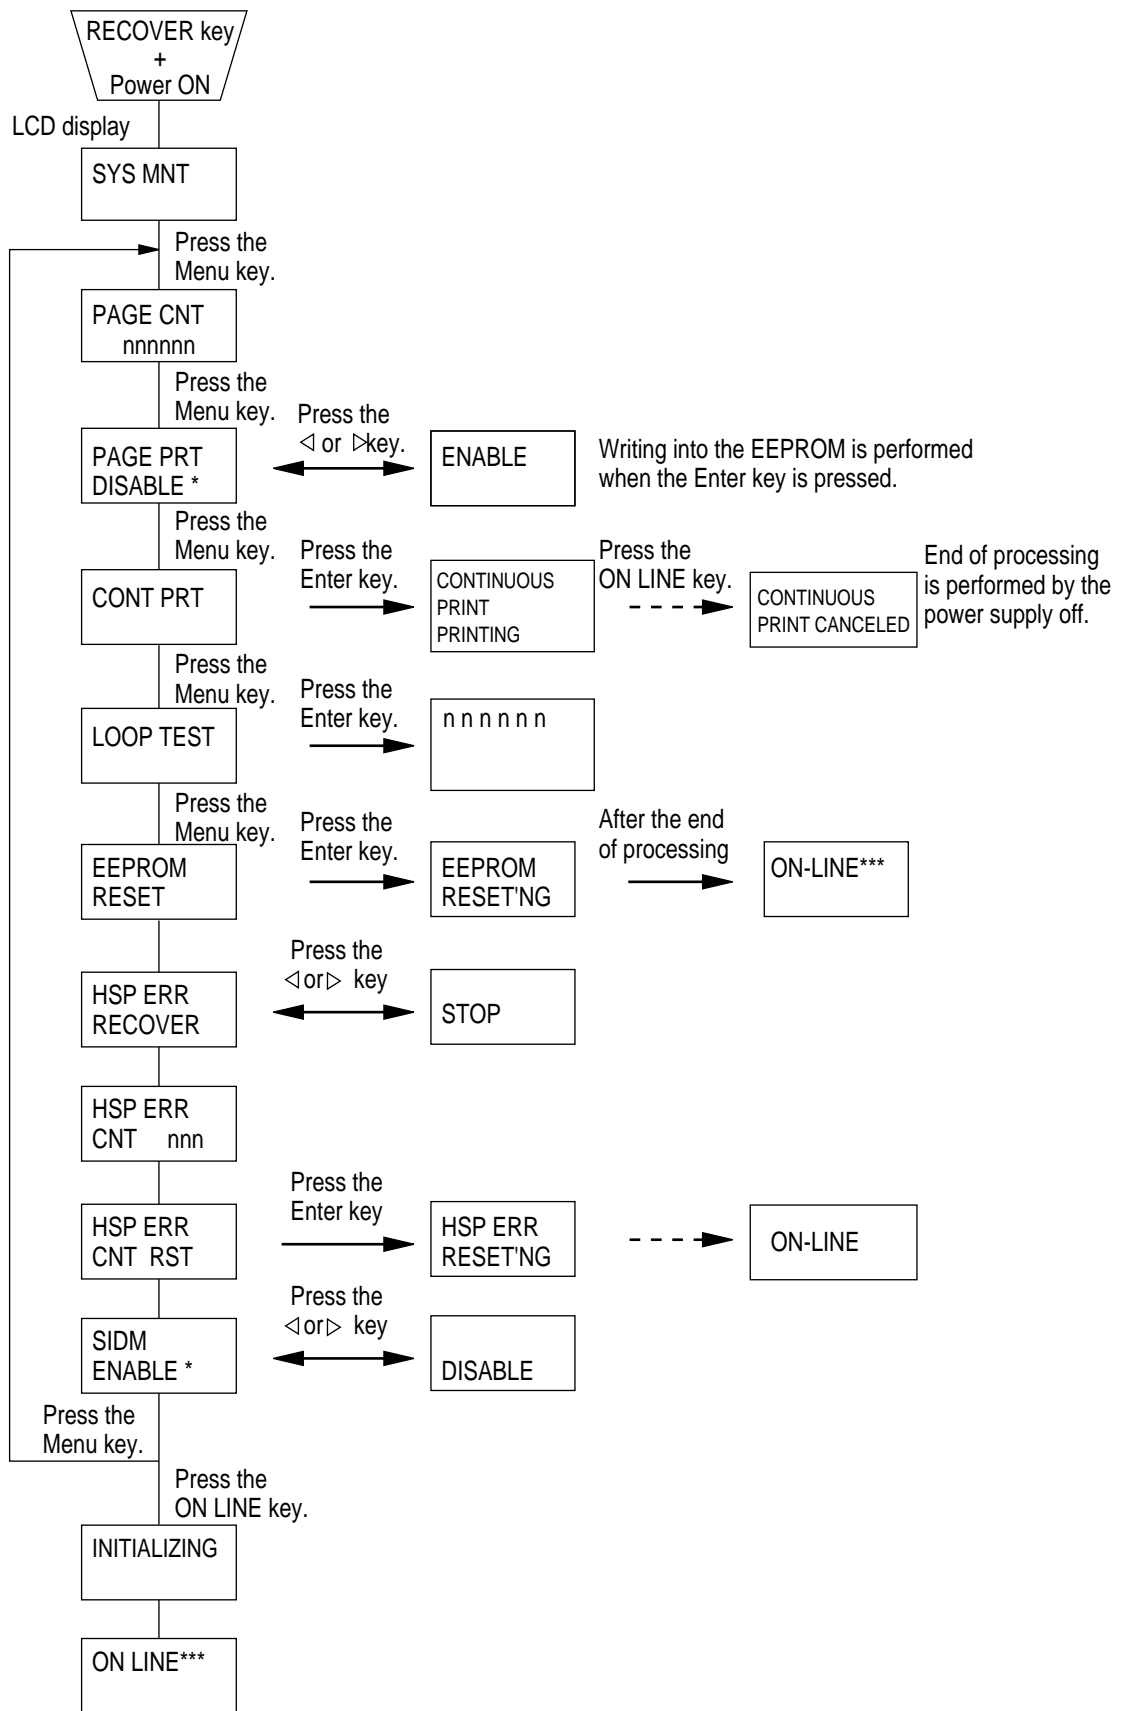 RECOVER key
+
Power ON
LCD display
SYS MNT
Press the
Menu key.
PAGE CNT
nnnnnn
Press the
Menu key.
PAGE PRT
DISABLE *
Press the
◁ or ▷key.
ENABLE
Writing into the EEPROM is performed
when the Enter key is pressed.
Press the
Menu key.
CONT PRT
Press the
Enter key.
CONTINUOUS
PRINT
PRINTING
Press the
ON LINE key.
CONTINUOUS
PRINT CANCELED
End of processing
is performed by the
power supply off.
Press the
Menu key.
LOOP TEST
Press the
Enter key.
n n n n n n
Press the
Menu key.
EEPROM
RESET
Press the
Enter key.
EEPROM
RESET'NG
After the end
of processing
ON-LINE***
HSP ERR
RECOVER
Press the
◁or▷ key
STOP
HSP ERR
CNT nnn
HSP ERR
CNT RST
Press the
Enter key
HSP ERR
RESET'NG
ON-LINE
SIDM
ENABLE *
Press the
◁or▷ key
DISABLE
Press the
Menu key.
Press the
ON LINE key.
INITIALIZING
ON LINE***